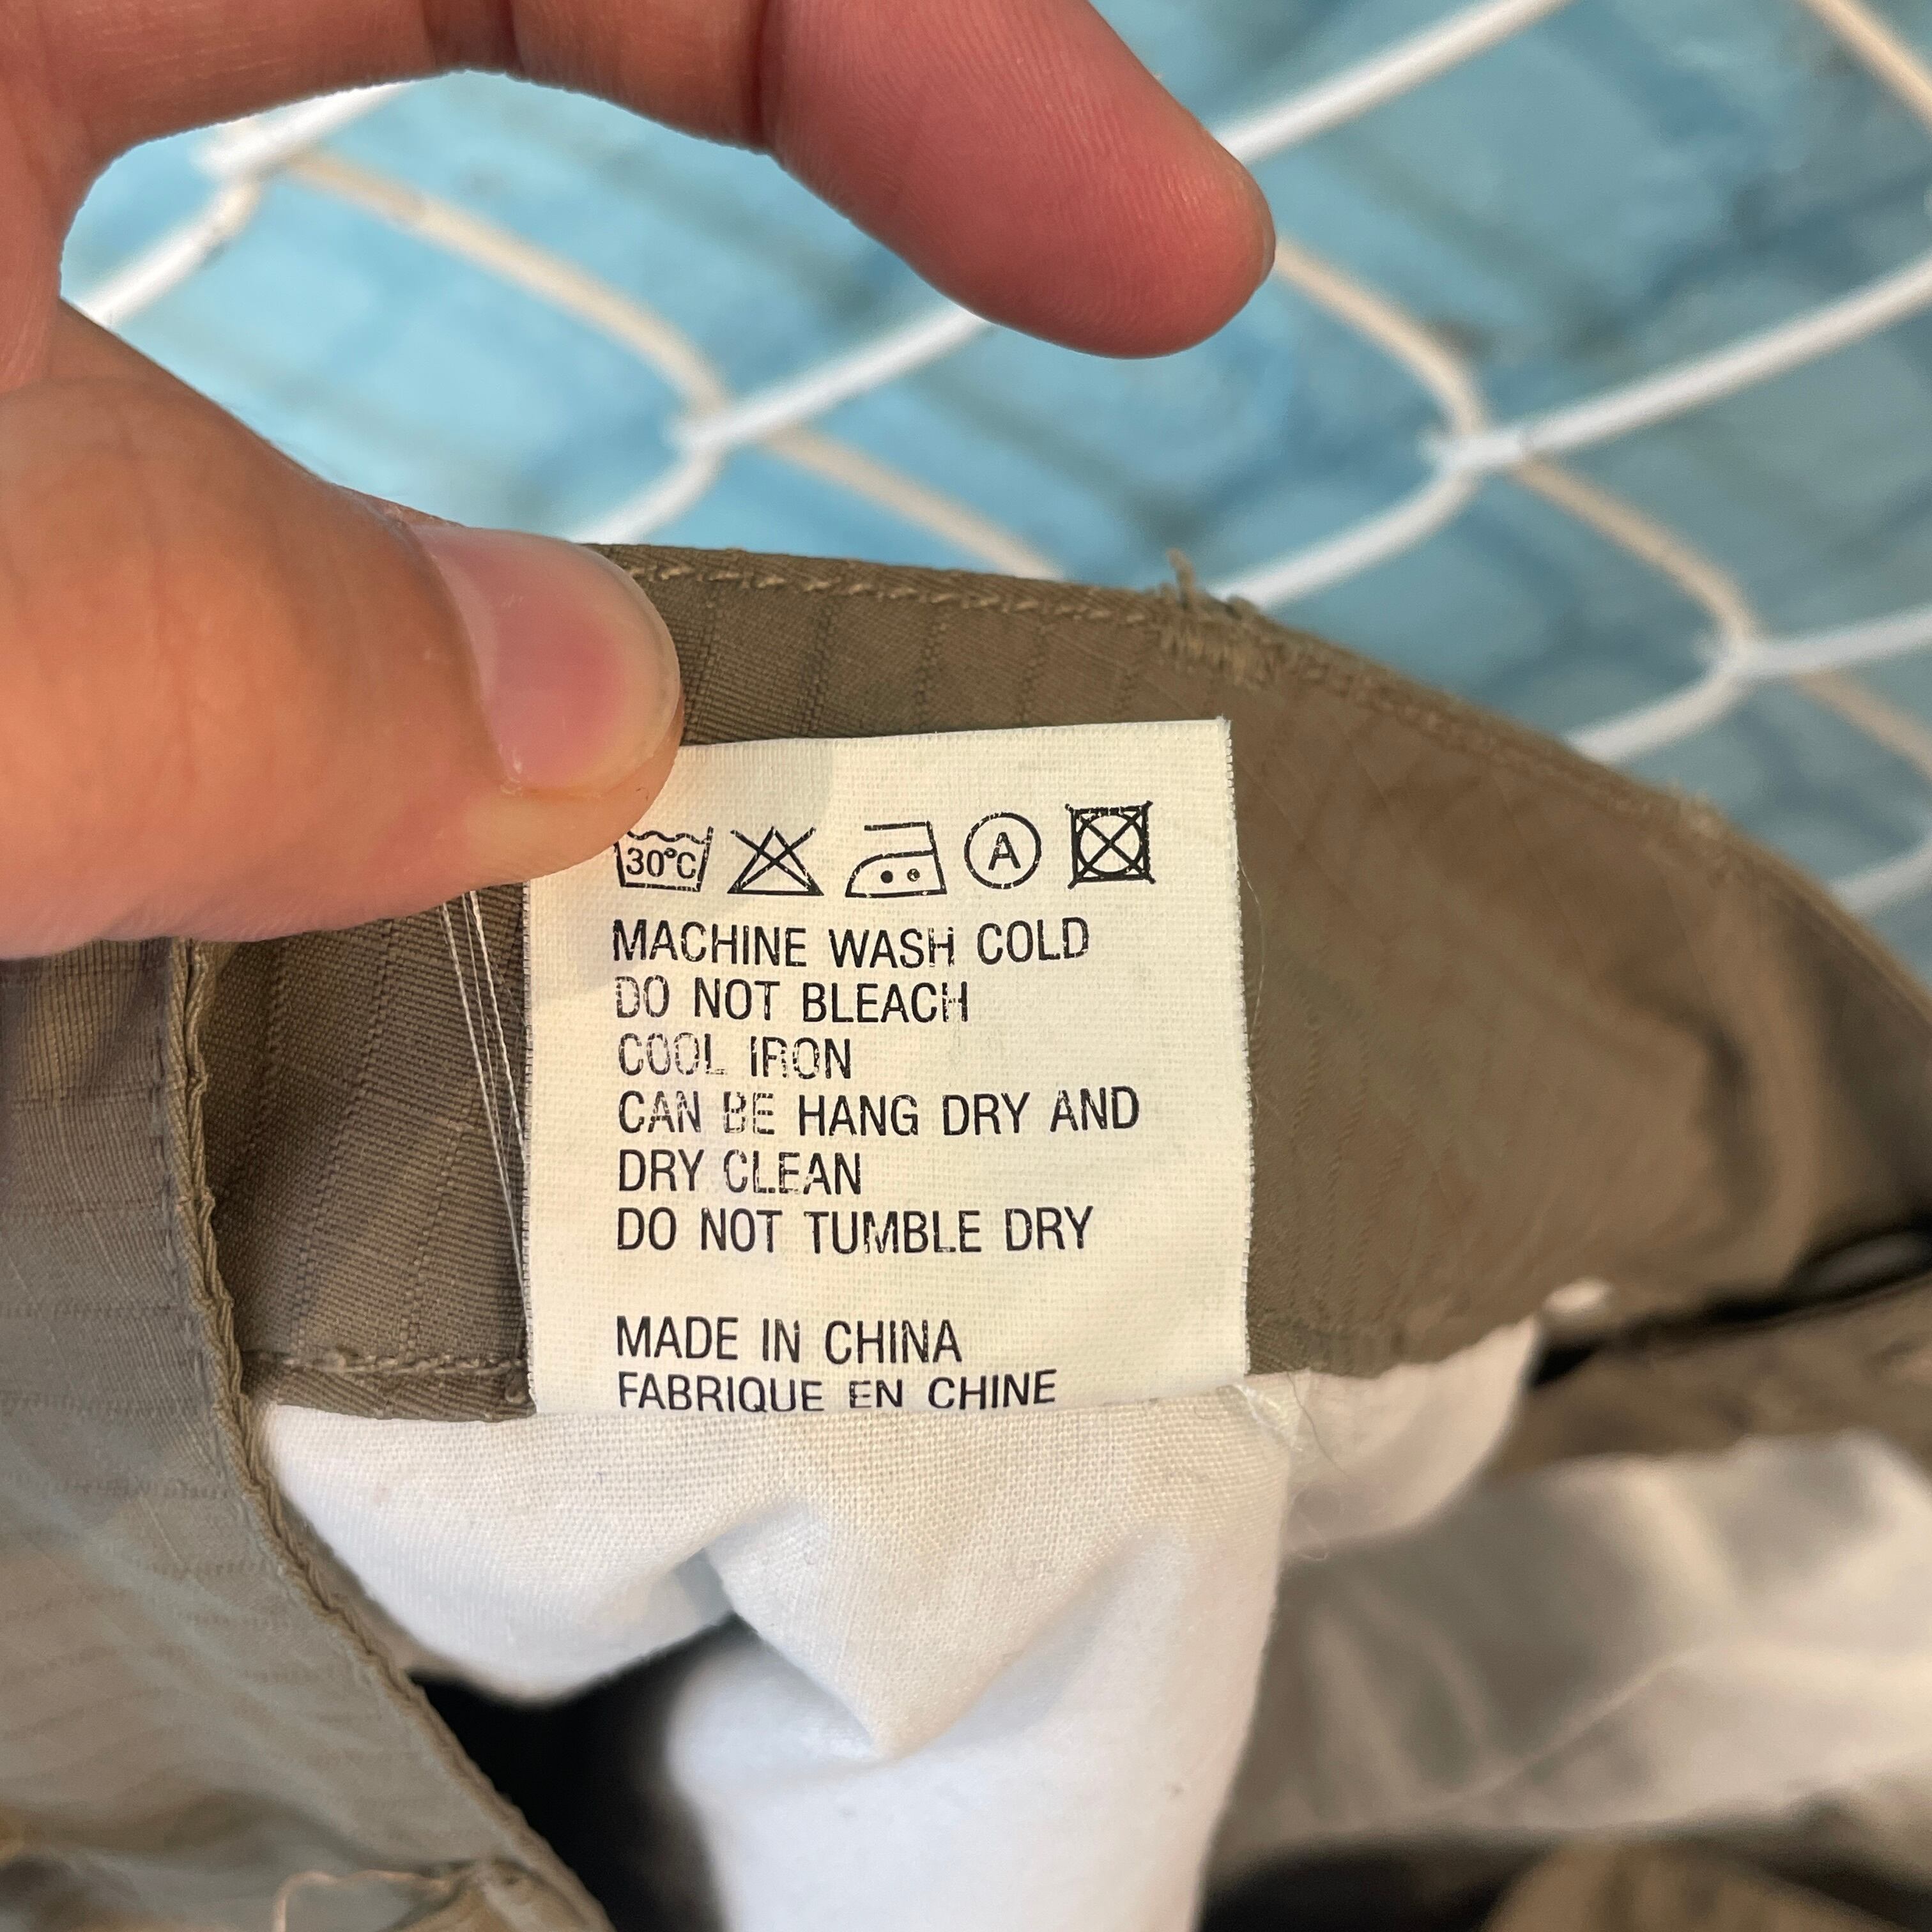 30°C
A
MACHINE WASH COLD
DO NOT BLEACH
COOL IRON
CAN BE HANG DRY AND
DRY CLEAN
DO NOT TUMBLE DRY
MADE IN CHINA
FABRIQUE EN CHINE